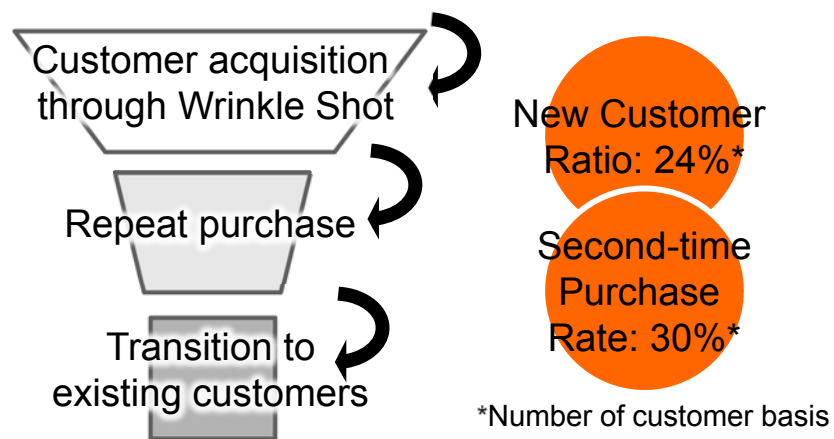 Customer acquisition
through Wrinkle Shot
Repeat purchase
Transition to
existing customers
New Customer
Ratio: 24%*
Second-time
Purchase
Rate: 30%*
*Number of customer basis